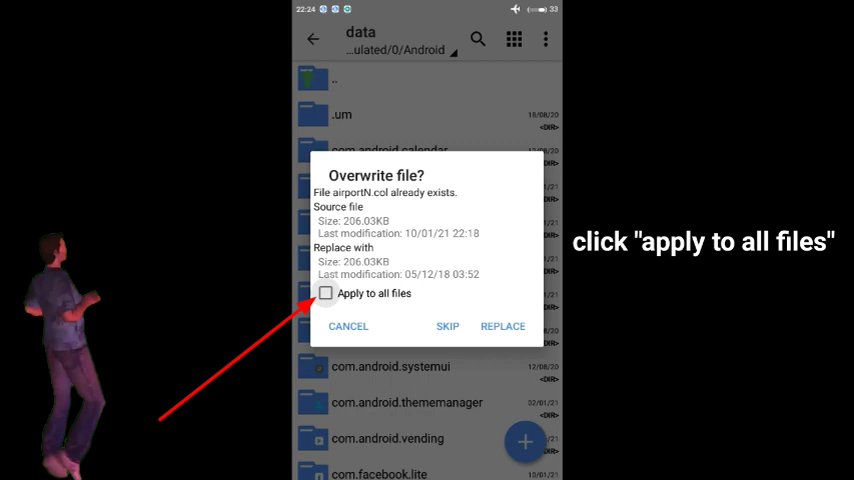 22:24
33
data
...ulated/0/Android
..
.um
18/08/20
<DIR>
com.android.calendar
Overwrite file?
File airportN.col already exists.
Source file
Size: 206.03KB
Last modification: 10/01/21 22:18
Replace with
Size: 206.03KB
Last modification: 05/12/18 03:52
Apply to all files
CANCEL
SKIP
REPLACE
click "apply to all files"
com.android.systemui
12/08/20
<DIR>
com.android.thememanager
02/01/21
<DIR>
com.android.vending
com.facebook.lite
10/01/21